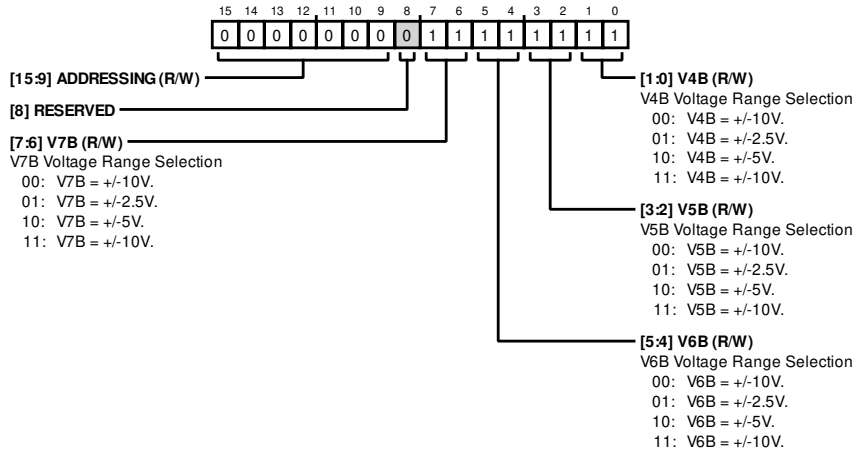 15 14 13 12 11 10 9 8 7 6 5 4 3 2 1 0
0 0 0 0 0 0 0 0 1 1 1 1 1 1 1 1
[15:9] ADDRESSING (R/W)
[8] RESERVED
[7:6] V7B (R/W)
V7B Voltage Range Selection
00: V7B = +/-10V.
01: V7B = +/-2.5V.
10: V7B = +/-5V.
11: V7B = +/-10V.
[1:0] V4B (R/W)
V4B Voltage Range Selection
00: V4B = +/-10V.
01: V4B = +/-2.5V.
10: V4B = +/-5V.
11: V4B = +/-10V.
[3:2] V5B (R/W)
V5B Voltage Range Selection
00: V5B = +/-10V.
01: V5B = +/-2.5V.
10: V5B = +/-5V.
11: V5B = +/-10V.
[5:4] V6B (R/W)
V6B Voltage Range Selection
00: V6B = +/-10V.
01: V6B = +/-2.5V.
10: V6B = +/-5V.
11: V6B = +/-10V.